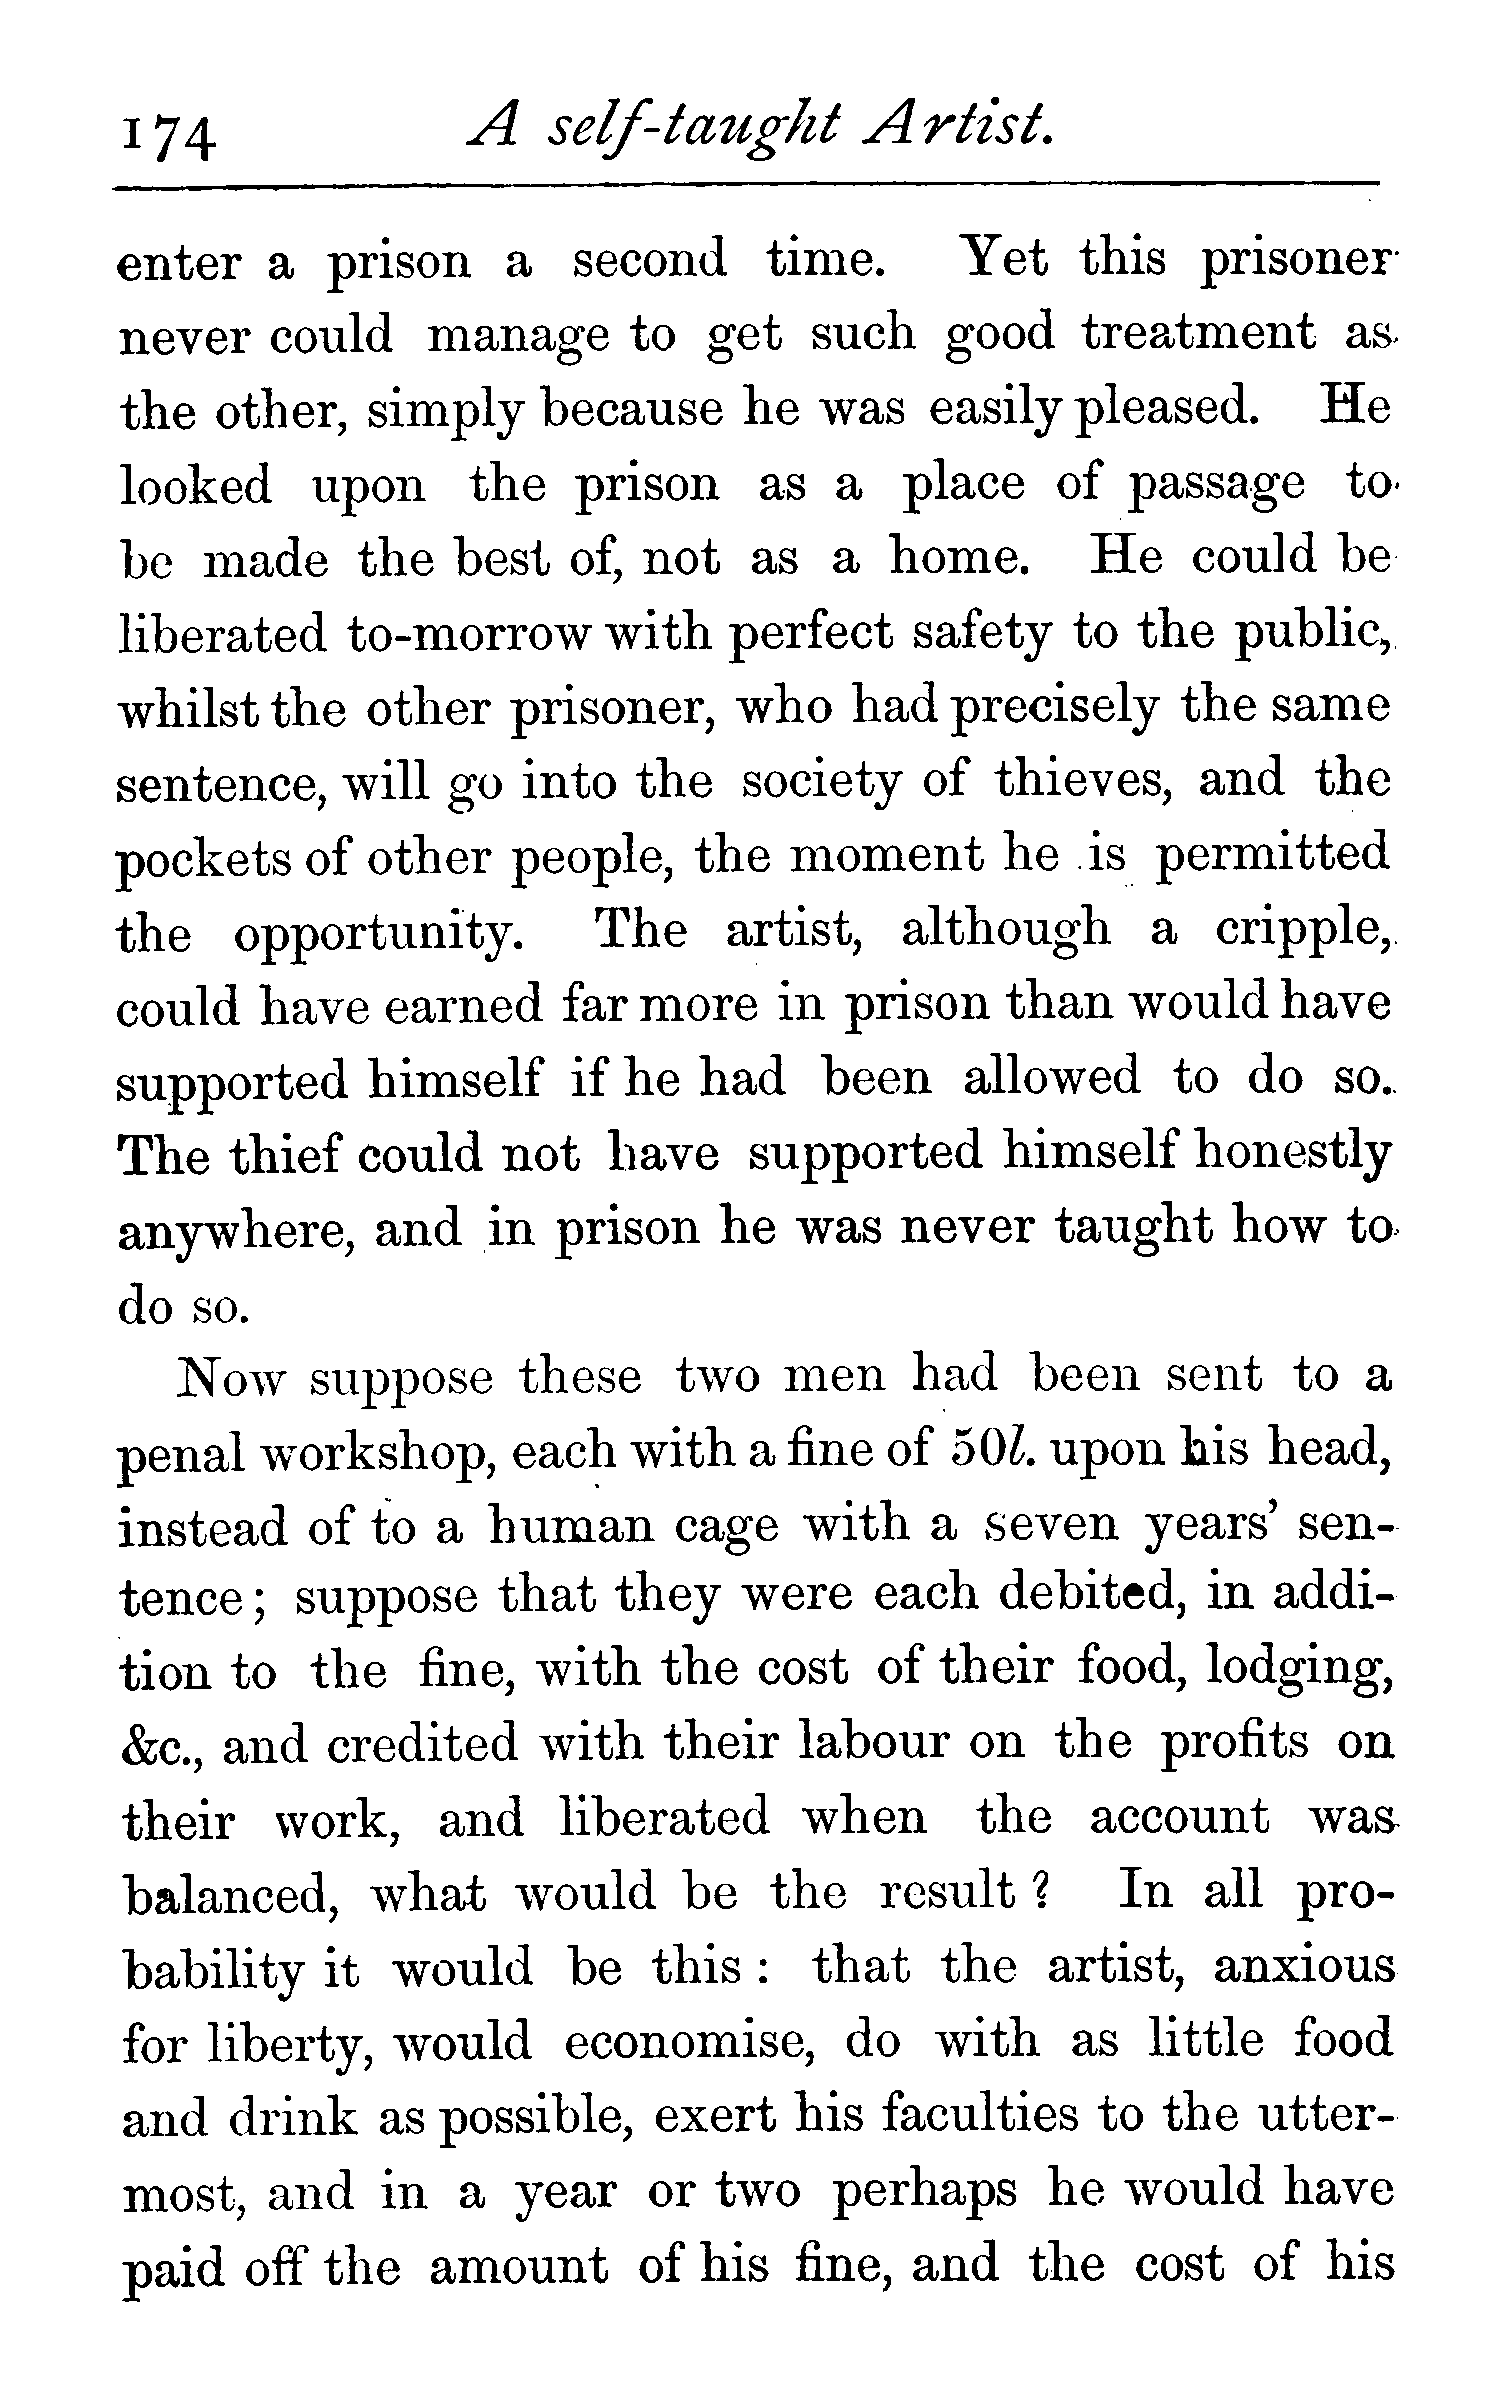 174 A self-taught Artist.
enter a prison a second time. Yet this prisoner
never could manage to get such good treatment as
the other, simply because he was easily pleased. He
looked upon the prison as a place of passage to
be made the best of, not as a home. He could be
liberated to-morrow with perfect safety to the public,
whilst the other prisoner, who had precisely the same
sentence, will go into the society of thieves, and the
pockets of other people, the moment he is permitted
the opportunity. The artist, although a cripple,
could have earned far more in prison than would have
supported himself if he had been allowed to do so.
The thief could not have supported himself honestly
anywhere, and in prison he was never taught how to
do so.
Now suppose these two men had been sent to a
penal workshop, each with a fine of 50l. upon his head,
instead of to a human cage with a seven years' sen-
tence; suppose that they were each debited, in addi-
tion to the fine, with the cost of their food, lodging,
&c., and credited with their labour on the profits on
their work, and liberated when the account was
balanced, what would be the result? In all pro-
bability it would be this: that the artist, anxious
for liberty, would economise, do with as little food
and drink as possible, exert his faculties to the utter-
most, and in a year or two perhaps he would have
paid off the amount of his fine, and the cost of his